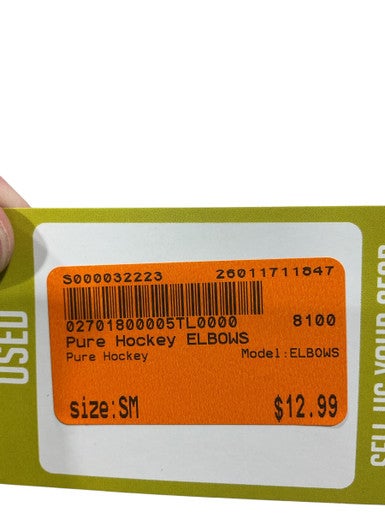 USED
S000032223 26011711847
02701800005TL0000 8100
Pure Hockey ELBOWS
Pure Hockey Model:ELBOWS
size:SM $12.99
SELL US YOUR GEAR